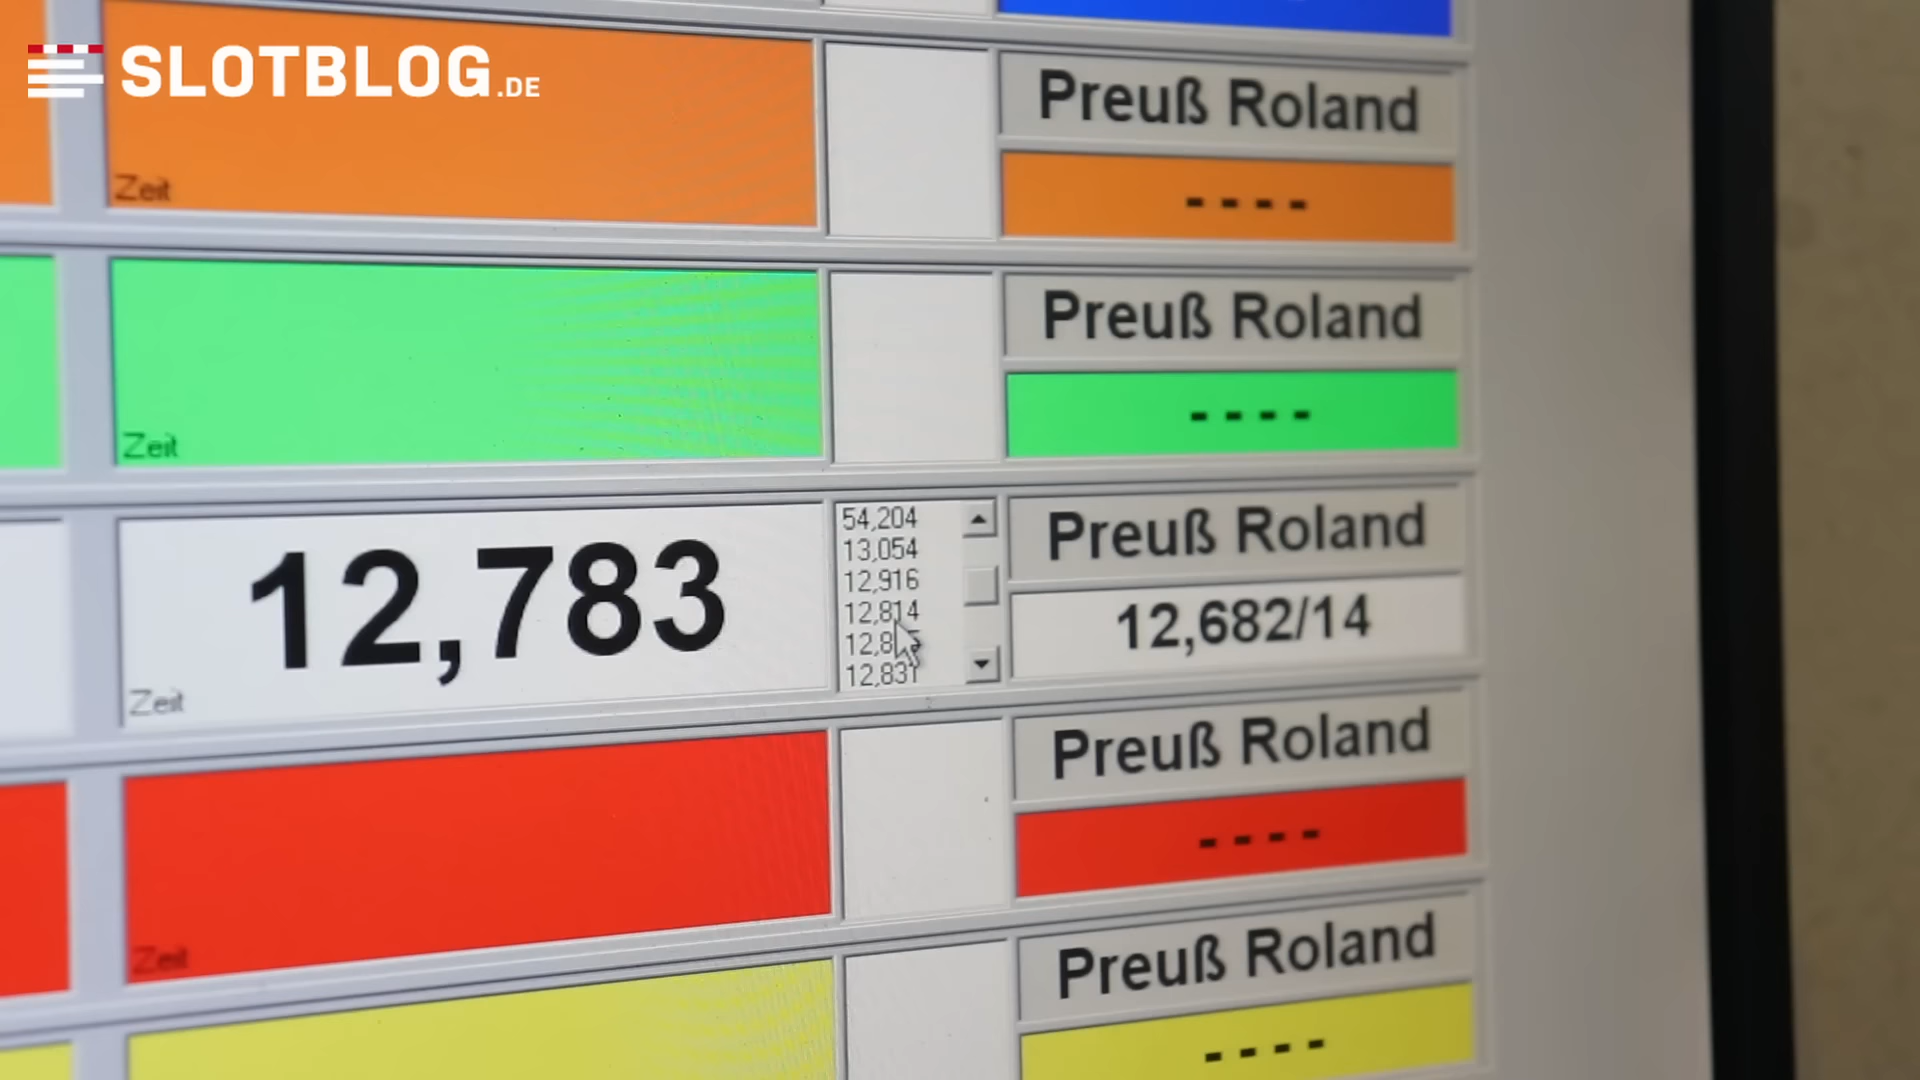 SLOTBLOG.DE
Preuß Roland
Zeit
- - - -
Preuß Roland
Zeit
- - - -
12,783
Zeit
54,204
13,054
12,916
12,814
12,831
Preuß Roland
12,682/14
Preuß Roland
Zeit
- - - -
Preuß Roland
- - - -